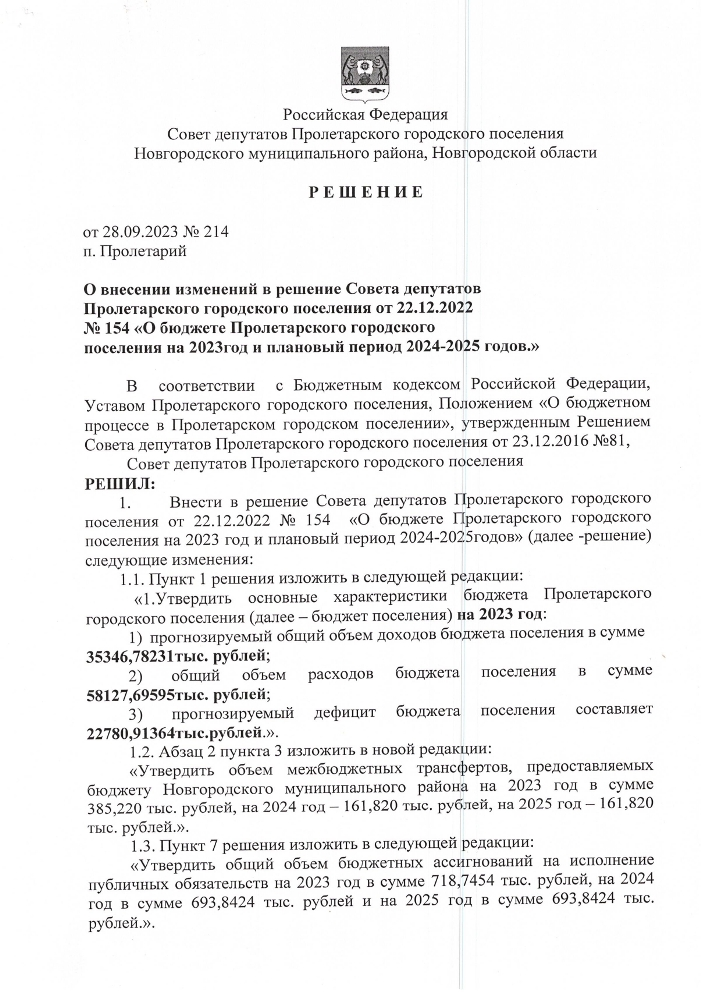 Российская Федерация
Совет депутатов Пролетарского городского поселения
Новгородского муниципального района, Новгородской области
Р Е Ш Е Н И Е
от 28.09.2023 № 214
п. Пролетарий
О внесении изменений в решение Совета депутатов
Пролетарского городского поселения от 22.12.2022
№ 154 «О бюджете Пролетарского городского
поселения на 2023год и плановый период 2024-2025 годов.»
В соответствии с Бюджетным кодексом Российской Федерации,
Уставом Пролетарского городского поселения, Положением «О бюджетном
процессе в Пролетарском городском поселении», утвержденным Решением
Совета депутатов Пролетарского городского поселения от 23.12.2016 №81,
Совет депутатов Пролетарского городского поселения
РЕШИЛ:
1. Внести в решение Совета депутатов Пролетарского городского
поселения от 22.12.2022 № 154 «О бюджете Пролетарского городского
поселения на 2023 год и плановый период 2024-2025годов» (далее -решение)
следующие изменения:
1.1. Пункт 1 решения изложить в следующей редакции:
«1.Утвердить основные характеристики бюджета Пролетарского
городского поселения (далее – бюджет поселения) на 2023 год:
1) прогнозируемый общий объем доходов бюджета поселения в сумме
35346,78231тыс. рублей;
2) общий объем расходов бюджета поселения в сумме
58127,69595тыс. рублей;
3) прогнозируемый дефицит бюджета поселения составляет
22780,91364тыс.рублей.».
1.2. Абзац 2 пункта 3 изложить в новой редакции:
«Утвердить объем межбюджетных трансфертов, предоставляемых
бюджету Новгородского муниципального района на 2023 год в сумме
385,220 тыс. рублей, на 2024 год – 161,820 тыс. рублей, на 2025 год – 161,820
тыс. рублей.».
1.3. Пункт 7 решения изложить в следующей редакции:
«Утвердить общий объем бюджетных ассигнований на исполнение
публичных обязательств на 2023 год в сумме 718,7454 тыс. рублей, на 2024
год в сумме 693,8424 тыс. рублей и на 2025 год в сумме 693,8424 тыс.
рублей.».